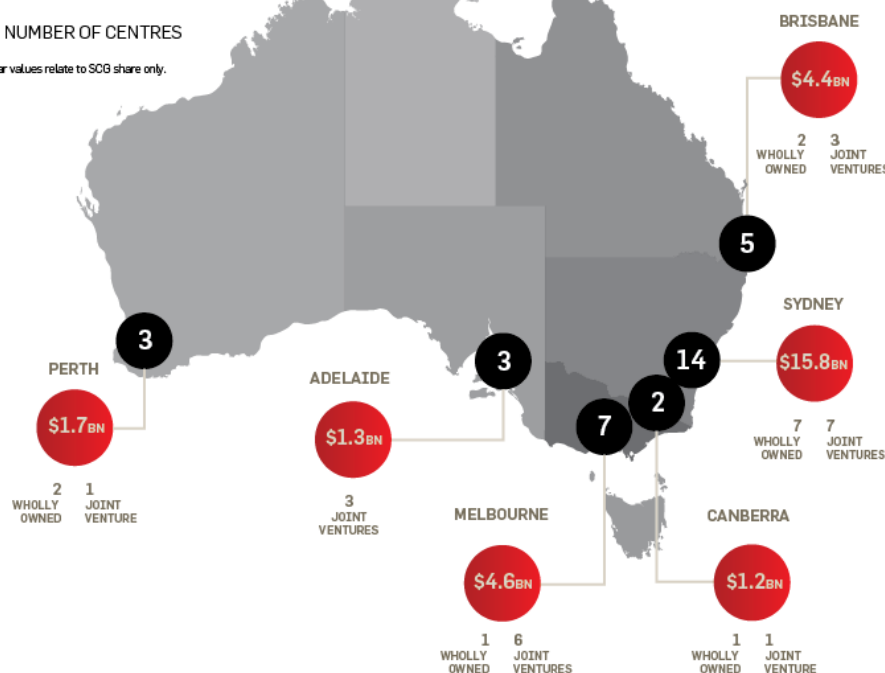 NUMBER OF CENTRES
values relate to SCG share only.
BRISBANE
$4.4BN
2 3
WHOLLY JOINT
OWNED VENTURES
5
SYDNEY
14
$15.8BN
7 7
WHOLLY JOINT
OWNED VENTURES
3
PERTH
$1.7BN
2 1
WHOLLY JOINT
OWNED VENTURE
3
ADELAIDE
$1.3BN
3
JOINT
VENTURES
7
MELBOURNE
$4.6BN
1 6
WHOLLY JOINT
OWNED VENTURES
2
CANBERRA
$1.2BN
1 1
WHOLLY JOINT
OWNED VENTURE